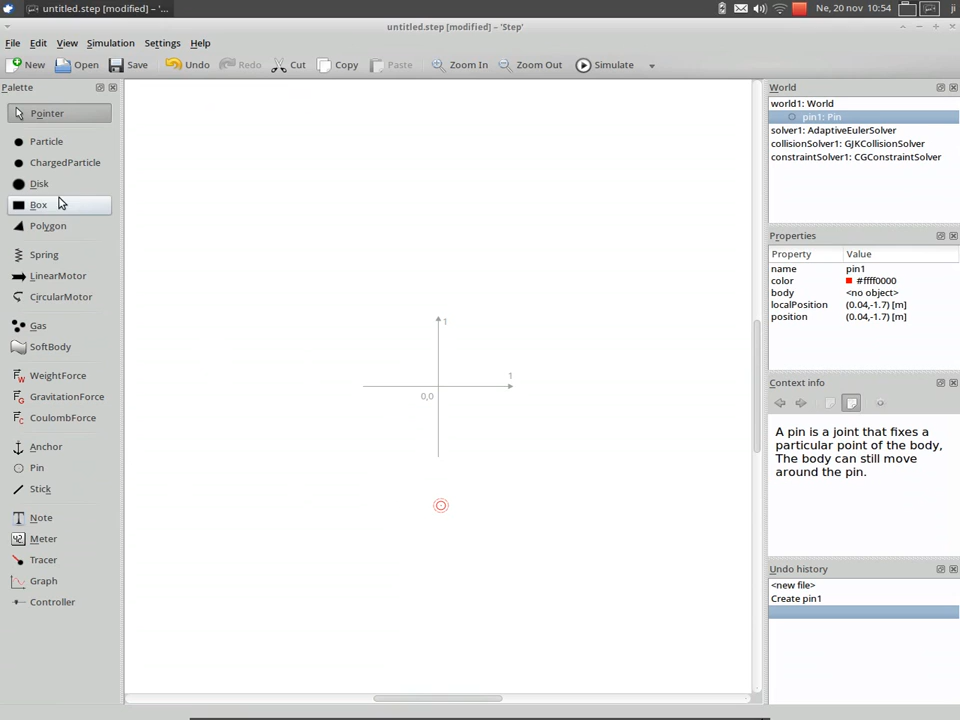 untitled.step [modified] – '...
Ne, 20 nov 10:54
ji
untitled.step [modified] – 'Step'
File Edit View Simulation Settings Help
New Open Save Undo Redo Cut Copy Paste Zoom In Zoom Out Simulate
Palette
Pointer
Particle
ChargedParticle
Disk
Box
Polygon
Spring
LinearMotor
CircularMotor
Gas
SoftBody
WeightForce
GravitationForce
CoulombForce
Anchor
Pin
Stick
Note
Meter
Tracer
Graph
Controller
1
1
0,0
World
world1: World
pin1: Pin
solver1: AdaptiveEulerSolver
collisionSolver1: GJKCollisionSolver
constraintSolver1: CGConstraintSolver
Properties
Property Value
name pin1
color #ffff0000
body <no object>
localPosition (0.04,-1.7) [m]
position (0.04,-1.7) [m]
Context info
A pin is a joint that fixes a
particular point of the body,
The body can still move
around the pin.
Undo history
<new file>
Create pin1